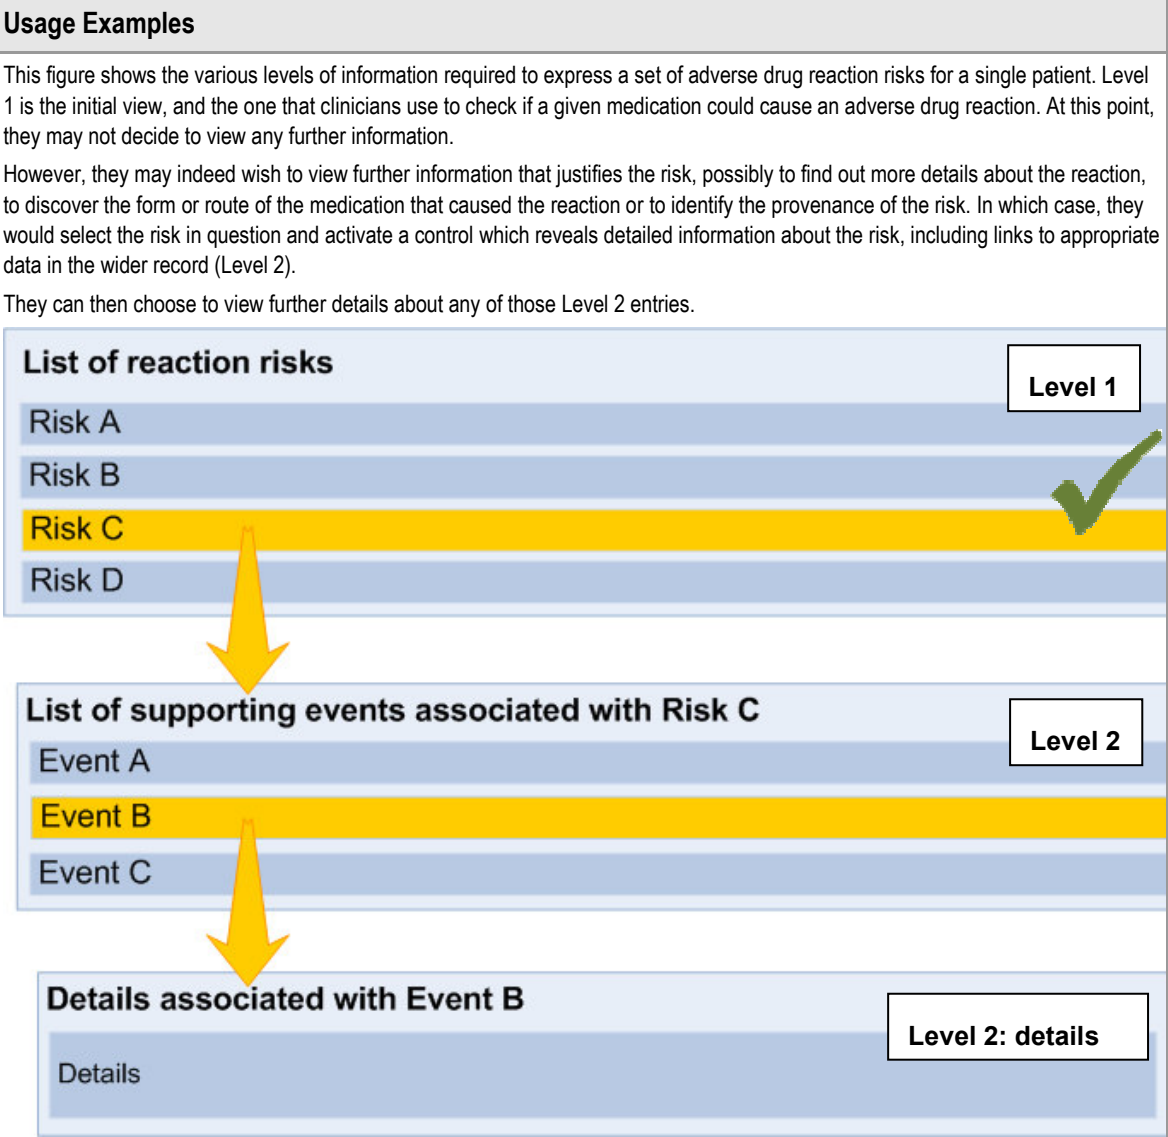 Usage Examples
This figure shows the various levels of information required to express a set of adverse drug reaction risks for a single patient. Level
1 is the initial view, and the one that clinicians use to check if a given medication could cause an adverse drug reaction. At this point,
they may not decide to view any further information.
However, they may indeed wish to view further information that justifies the risk, possibly to find out more details about the reaction,
to discover the form or route of the medication that caused the reaction or to identify the provenance of the risk. In which case, they
would select the risk in question and activate a control which reveals detailed information about the risk, including links to appropriate
data in the wider record (Level 2).
They can then choose to view further details about any of those Level 2 entries.
List of reaction risks
Level 1
Risk A
Risk B
Risk C
Risk D
List of supporting events associated with Risk C
Level 2
Event A
Event B
Event C
Details associated with Event B
Level 2: details
Details